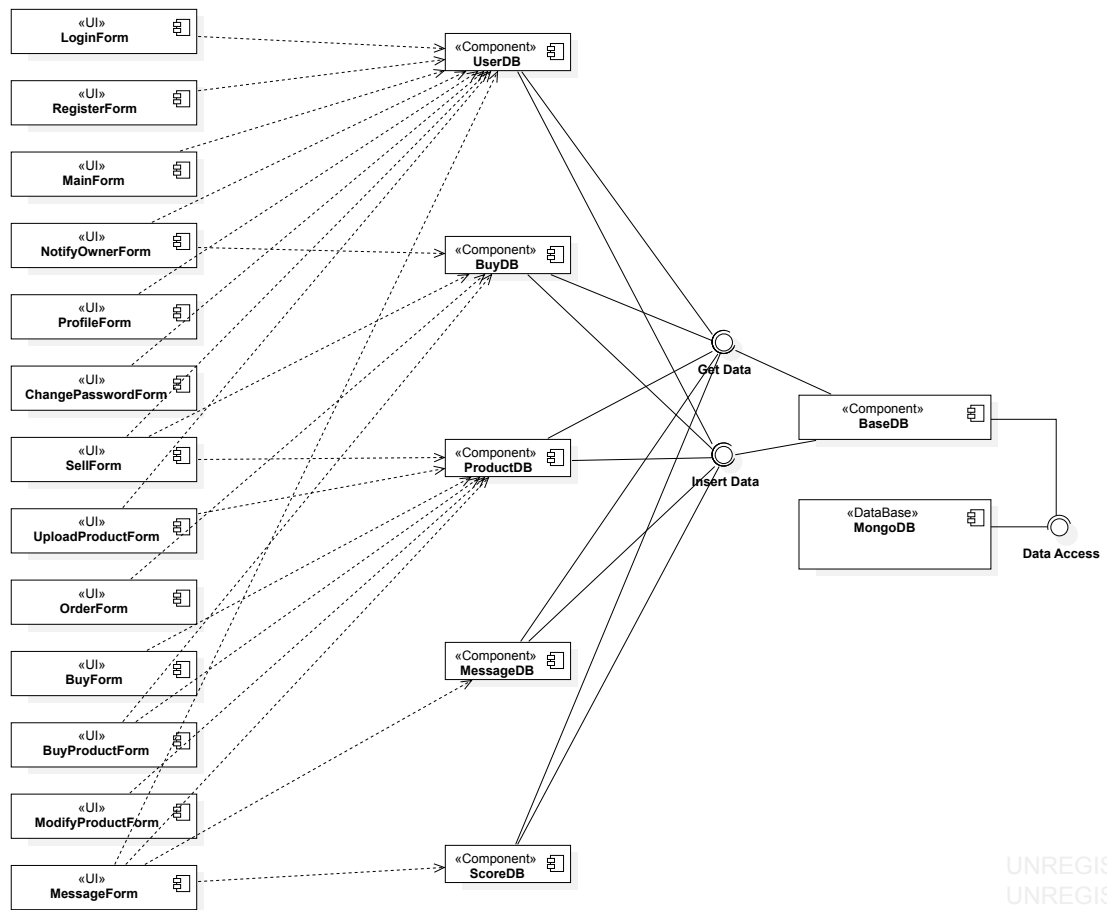 «UI»
LoginForm
«UI»
RegisterForm
«UI»
MainForm
«UI»
NotifyOwnerForm
«UI»
ProfileForm
«UI»
ChangePasswordForm
«UI»
SellForm
«UI»
UploadProductForm
«UI»
OrderForm
«UI»
BuyForm
«UI»
BuyProductForm
«UI»
ModifyProductForm
«UI»
MessageForm
«Component»
UserDB
«Component»
BuyDB
«Component»
ProductDB
«Component»
MessageDB
«Component»
ScoreDB
Get Data
Insert Data
«Component»
BaseDB
«DataBase»
MongoDB
Data Access
UNREGIS
UNREGIS